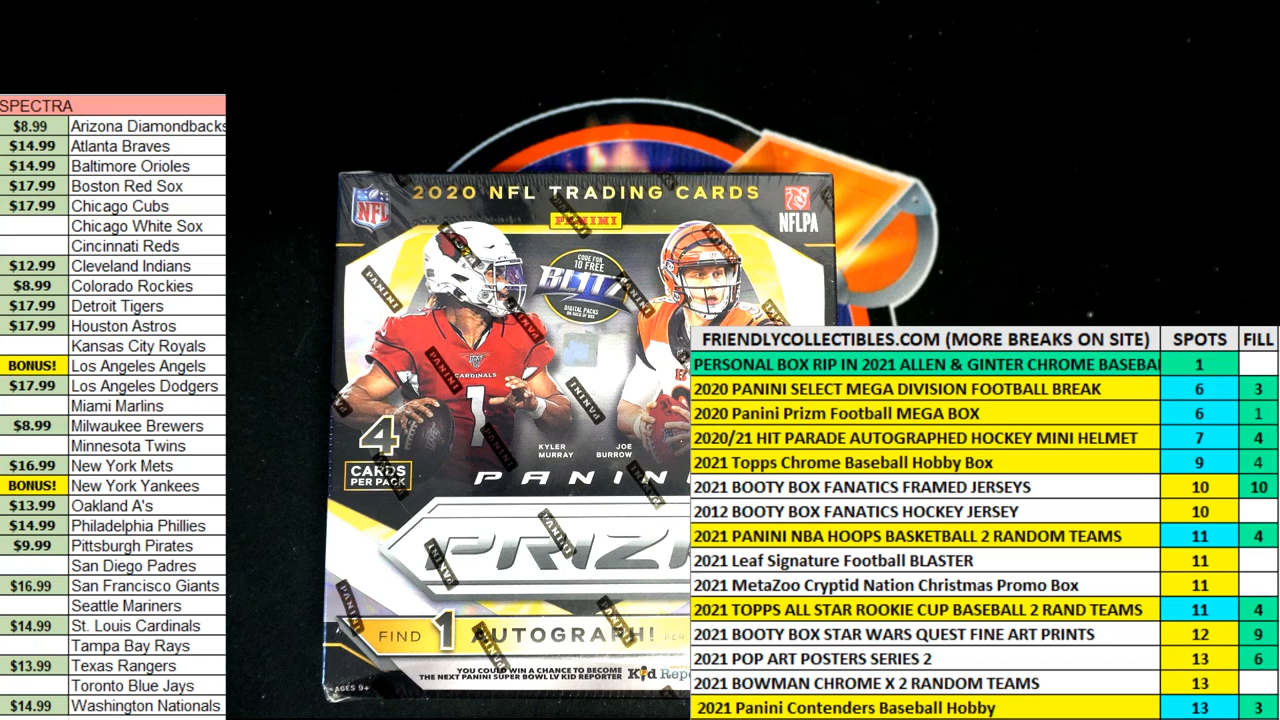 SPECTRA
$8.99 Arizona Diamondbacks
$14.99 Atlanta Braves
$14.99 Baltimore Orioles
$17.99 Boston Red Sox
$17.99 Chicago Cubs
Chicago White Sox
Cincinnati Reds
$12.99 Cleveland Indians
$8.99 Colorado Rockies
$17.99 Detroit Tigers
$17.99 Houston Astros
Kansas City Royals
BONUS! Los Angeles Angels
$17.99 Los Angeles Dodgers
Miami Marlins
$8.99 Milwaukee Brewers
Minnesota Twins
$16.99 New York Mets
BONUS! New York Yankees
$13.99 Oakland A's
$14.99 Philadelphia Phillies
$9.99 Pittsburgh Pirates
San Diego Padres
$16.99 San Francisco Giants
Seattle Mariners
$14.99 St. Louis Cardinals
Tampa Bay Rays
$13.99 Texas Rangers
Toronto Blue Jays
$14.99 Washington Nationals
NFL
2020 NFL TRADING CARDS
PANINI
NFLPA
CODE FOR
10 FREE
BLITZ
DIGITAL PACKS
ON BACK OF BOX
CARDINALS
1
4
CARDS
PER PACK
KYLER
MURRAY
JOE
BURROW
PANIN
PRIZ
FIND 1 AUTOGRAPH! PER
YOU COULD WIN A CHANCE TO BECOME
THE NEXT PANINI SUPER BOWL LV KID REPORTER
Kid Repo
AGES 9+
FRIENDLYCOLLECTIBLES.COM (MORE BREAKS ON SITE) SPOTS FILL
PERSONAL BOX RIP IN 2021 ALLEN & GINTER CHROME BASEBA 1
2020 PANINI SELECT MEGA DIVISION FOOTBALL BREAK 6 3
2020 Panini Prizm Football MEGA BOX 6 1
2020/21 HIT PARADE AUTOGRAPHED HOCKEY MINI HELMET 7 4
2021 Topps Chrome Baseball Hobby Box 9 4
2021 BOOTY BOX FANATICS FRAMED JERSEYS 10 10
2012 BOOTY BOX FANATICS HOCKEY JERSEY 10
2021 PANINI NBA HOOPS BASKETBALL 2 RANDOM TEAMS 11 4
2021 Leaf Signature Football BLASTER 11
2021 MetaZoo Cryptid Nation Christmas Promo Box 11
2021 TOPPS ALL STAR ROOKIE CUP BASEBALL 2 RAND TEAMS 11 4
2021 BOOTY BOX STAR WARS QUEST FINE ART PRINTS 12 9
2021 POP ART POSTERS SERIES 2 13 6
2021 BOWMAN CHROME X 2 RANDOM TEAMS 13
2021 Panini Contenders Baseball Hobby 13 3